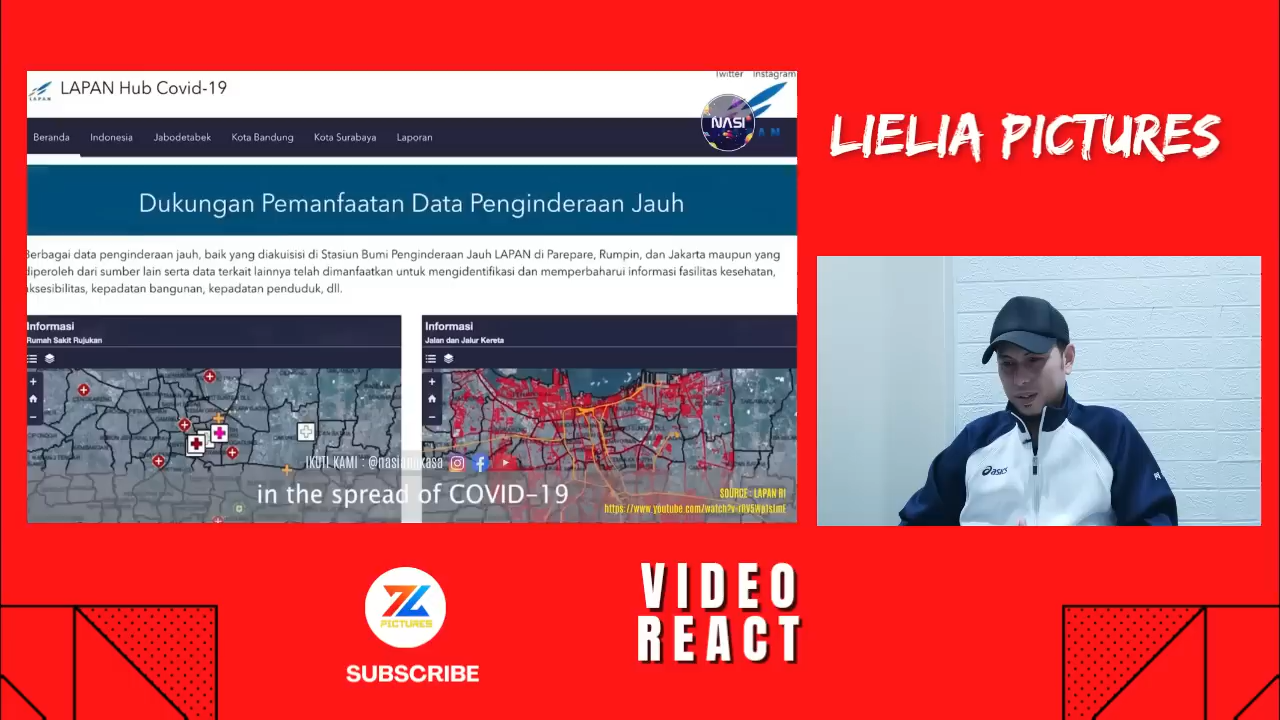 LAPAN Hub Covid-19
Twitter Instagram
LAPAN
NASI
Beranda Indonesia Jabodetabek Kota Bandung Kota Surabaya Laporan
Dukungan Pemanfaatan Data Penginderaan Jauh
Berbagai data penginderaan jauh, baik yang diakuisisi di Stasiun Bumi Penginderaan Jauh LAPAN di Parepare, Rumpin, dan Jakarta maupun yang
diperoleh dari sumber lain serta data terkait lainnya telah dimanfaatkan untuk mengidentifikasi dan memperbaharui informasi fasilitas kesehatan,
aksesibilitas, kepadatan bangunan, kepadatan penduduk, dll.
Informasi
Rumah Sakit Rujukan
Informasi
Jalan dan Jalur Kereta
IKUTI KAMI : @nasiangkasa
in the spread of COVID-19
SOURCE : LAPAN RI
LIELIA PICTURES
asics
PICTURES
SUBSCRIBE
VIDEO
REACT